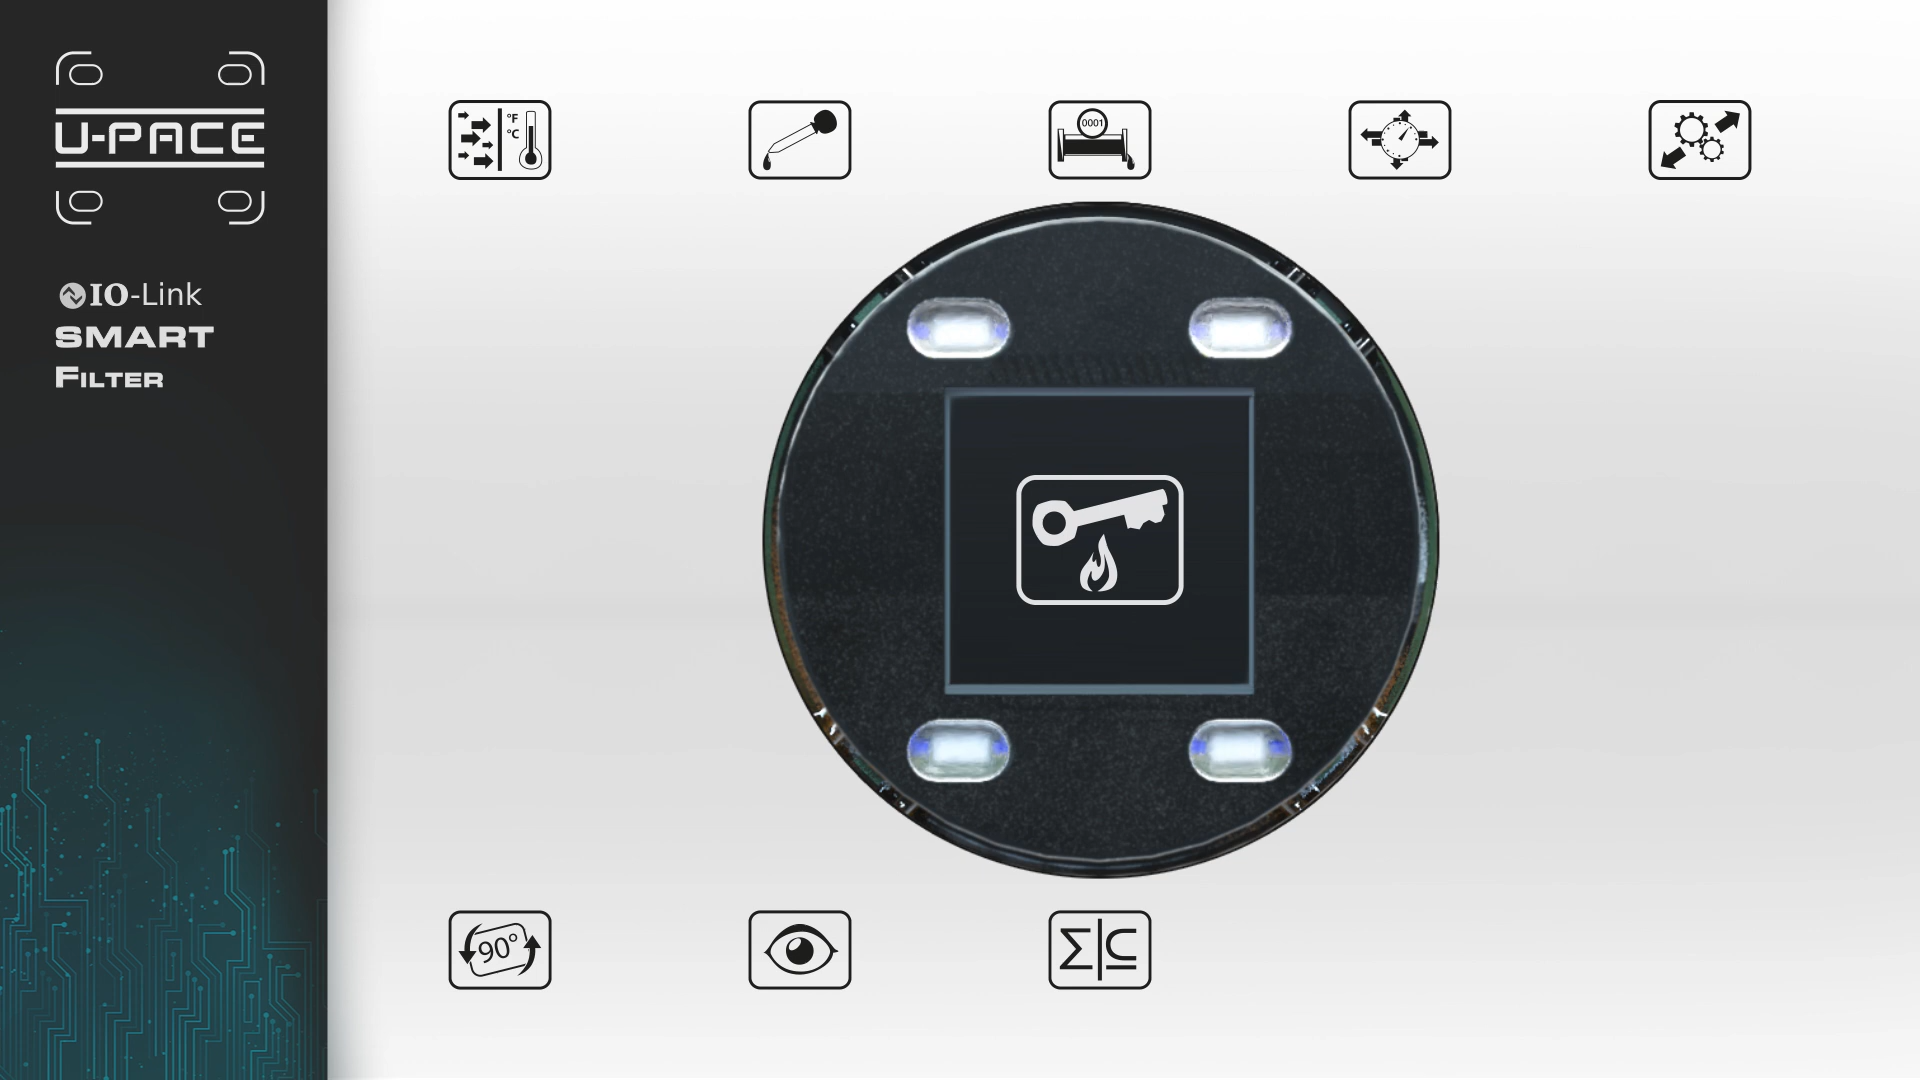 U-PACE
IO-Link
SMART
FILTER
°F
°C
0001
90°
Σ|⊆